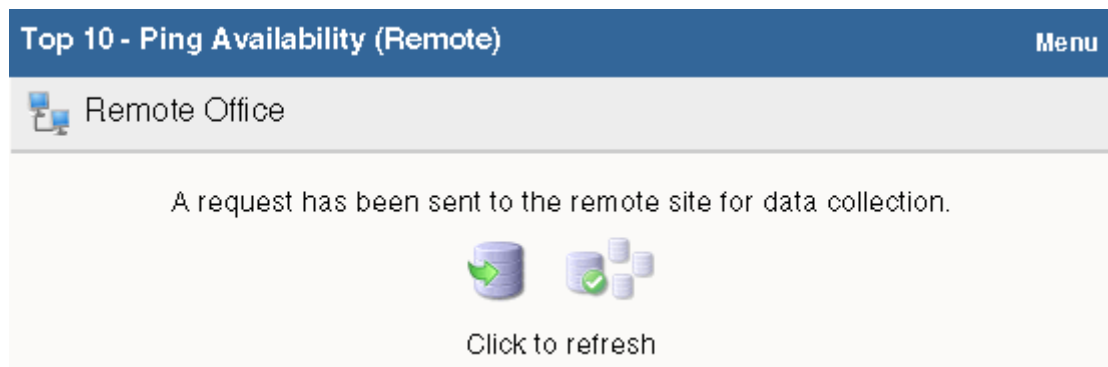 Top 10 - Ping Availability (Remote) Menu
Remote Office
A request has been sent to the remote site for data collection.
Click to refresh